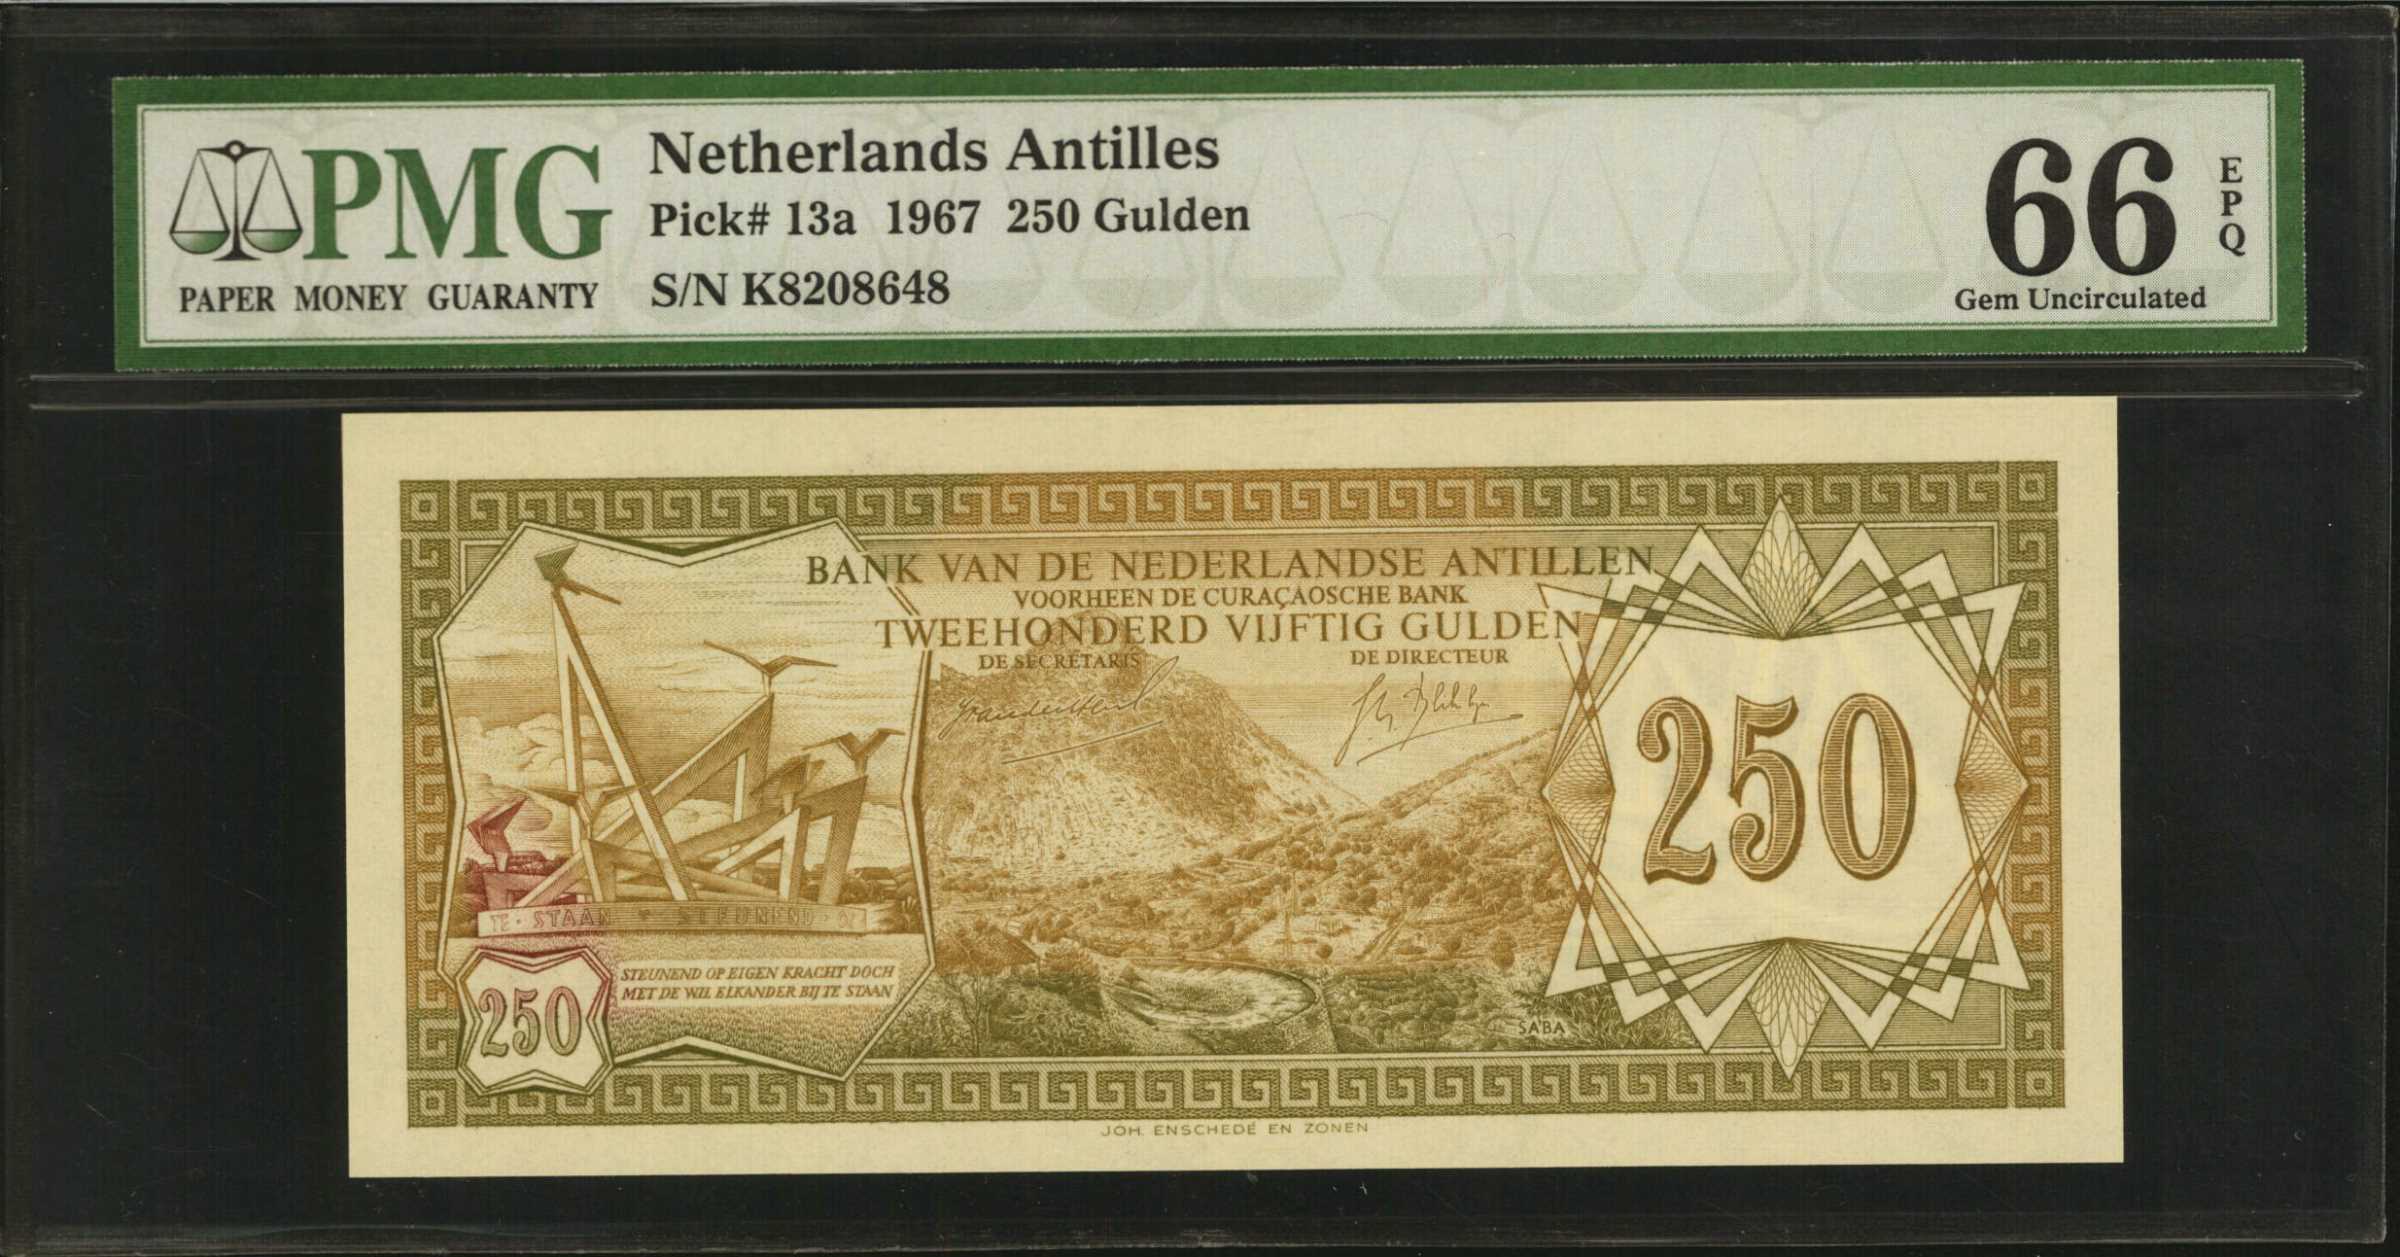 PMG
PAPER MONEY GUARANTY
Netherlands Antilles
Pick# 13a 1967 250 Gulden
S/N K8208648
66
EPQ
Gem Uncirculated
BANK VAN DE NEDERLANDSE ANTILLEN
VOORHEEN DE CURAÇAOSCHE BANK
TWEEHONDERD VIJFTIG GULDEN
DE SECRETARIS DE DIRECTEUR
250
TE · STAAN STEUNEND · OP
STEUNEND OP EIGEN KRACHT DOCH
MET DE WIL ELKANDER BIJ TE STAAN
250
SABA
JOH. ENSCHEDÉ EN ZONEN